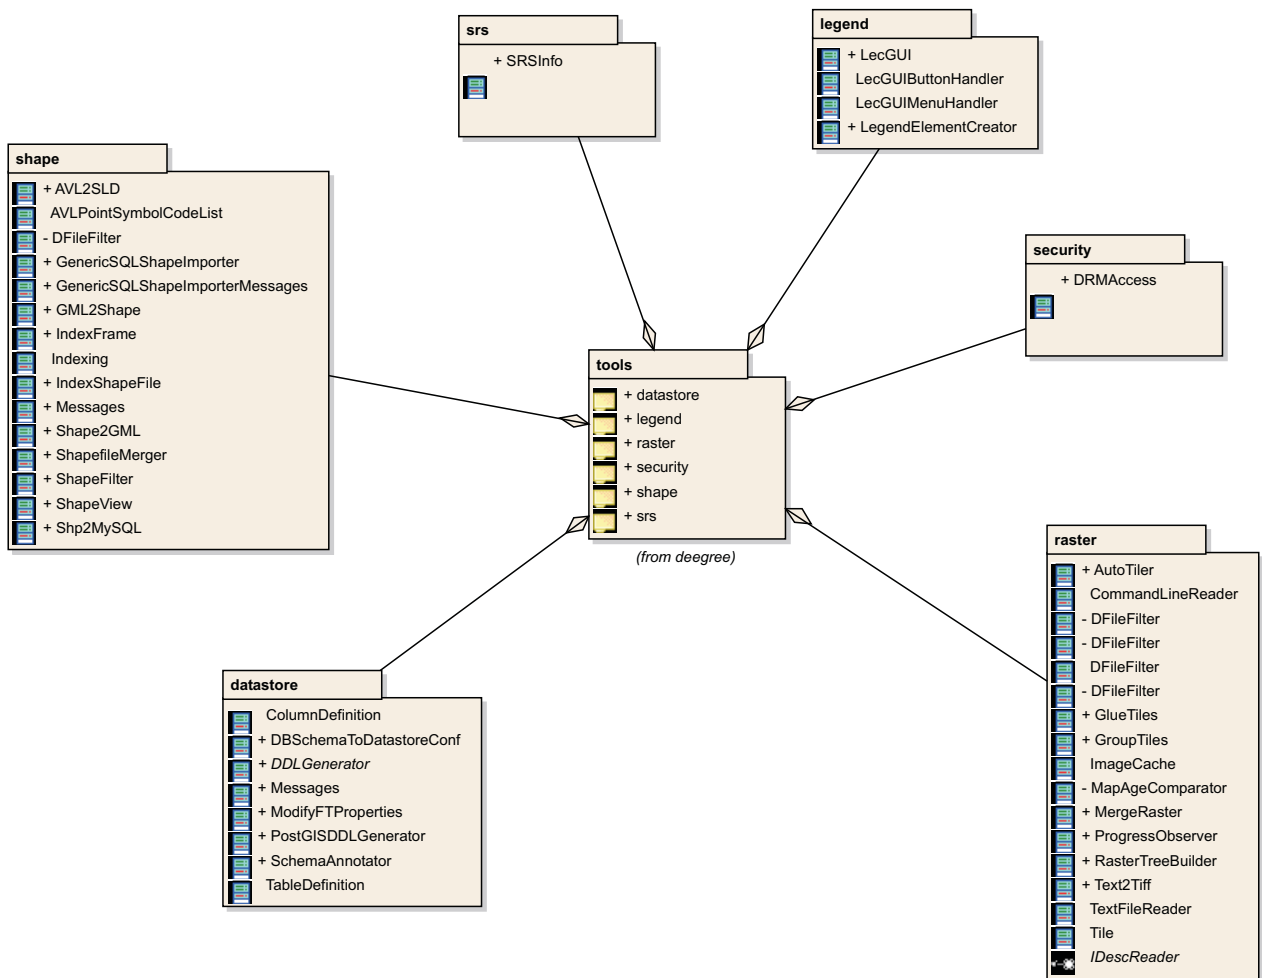 srs
+ SRSInfo
legend
+ LecGUI
LecGUIButtonHandler
LecGUIMenuHandler
+ LegendElementCreator
shape
+ AVL2SLD
AVLPointSymbolCodeList
- DFileFilter
+ GenericSQLShapeImporter
+ GenericSQLShapeImporterMessages
+ GML2Shape
+ IndexFrame
Indexing
+ IndexShapeFile
+ Messages
+ Shape2GML
+ ShapefileMerger
+ ShapeFilter
+ ShapeView
+ Shp2MySQL
security
+ DRMAccess
tools
+ datastore
+ legend
+ raster
+ security
+ shape
+ srs
(from deegree)
datastore
ColumnDefinition
+ DBSchemaToDatastoreConf
+ DDLGenerator
+ Messages
+ ModifyFTProperties
+ PostGISDDLGenerator
+ SchemaAnnotator
TableDefinition
raster
+ AutoTiler
CommandLineReader
- DFileFilter
- DFileFilter
DFileFilter
- DFileFilter
+ GlueTiles
+ GroupTiles
ImageCache
- MapAgeComparator
+ MergeRaster
+ ProgressObserver
+ RasterTreeBuilder
+ Text2Tiff
TextFileReader
Tile
IDescReader